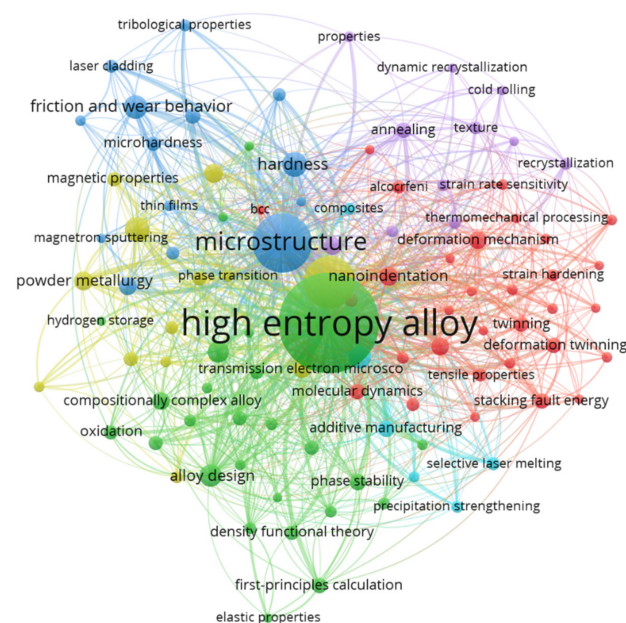 tribological properties
properties
laser cladding
dynamic recrystallization
cold rolling
friction and wear behavior
annealing
texture
microhardness
hardness
recrystallization
magnetic properties
alcocrfeni
strain rate sensitivity
thin films
bcc
composites
thermomechanical processing
magnetron sputtering
microstructure
deformation mechanism
phase transition
nanoindentation
strain hardening
powder metallurgy
hydrogen storage
high entropy alloy
twinning
deformation twinning
transmission electron microsco
tensile properties
molecular dynamics
compositionally complex alloy
stacking fault energy
oxidation
additive manufacturing
selective laser melting
alloy design
phase stability
precipitation strengthening
density functional theory
first-principles calculation
elastic properties